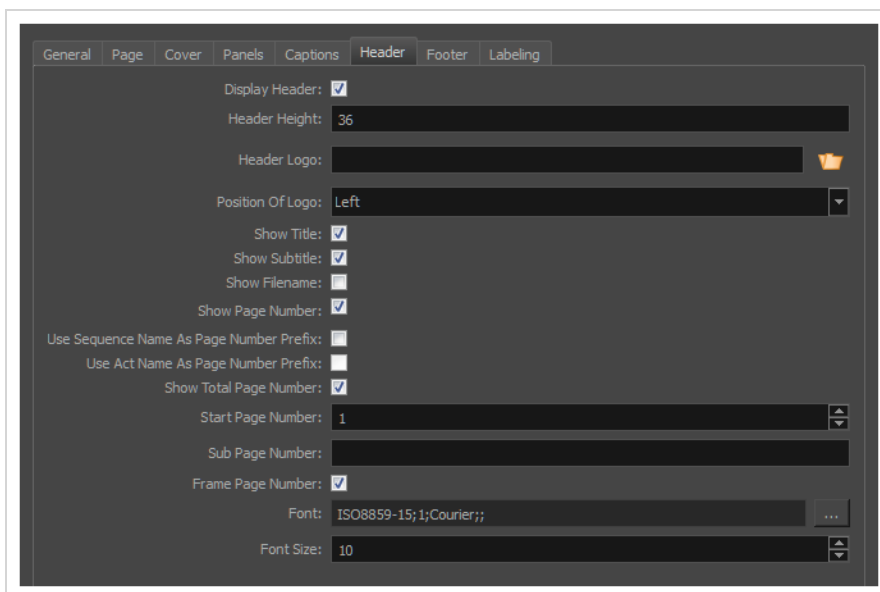 General Page Cover Panels Captions Header Footer Labeling
Display Header:
Header Height: 36
Header Logo:
Position Of Logo: Left
Show Title:
Show Subtitle:
Show Filename:
Show Page Number:
Use Sequence Name As Page Number Prefix:
Use Act Name As Page Number Prefix:
Show Total Page Number:
Start Page Number: 1
Sub Page Number:
Frame Page Number:
Font: ISO8859-15;1;Courier;; ...
Font Size: 10